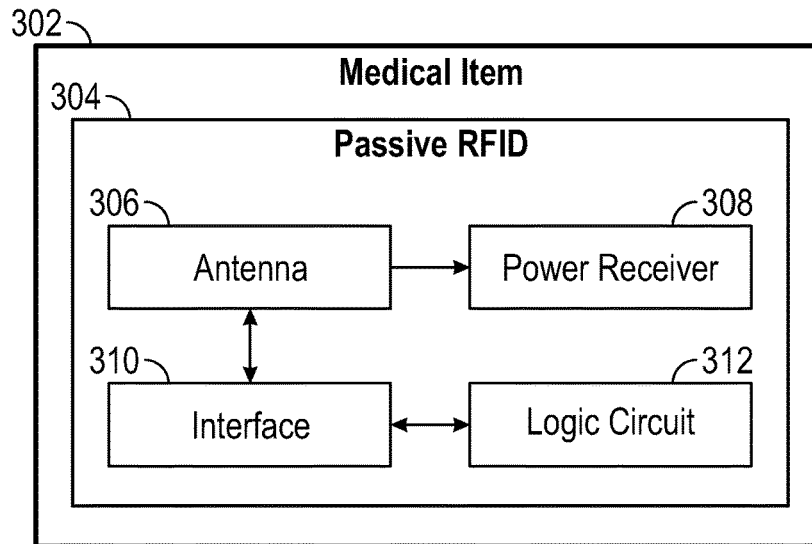 302
Medical Item
304
Passive RFID
306
308
Antenna
Power Receiver
310
312
Interface
Logic Circuit